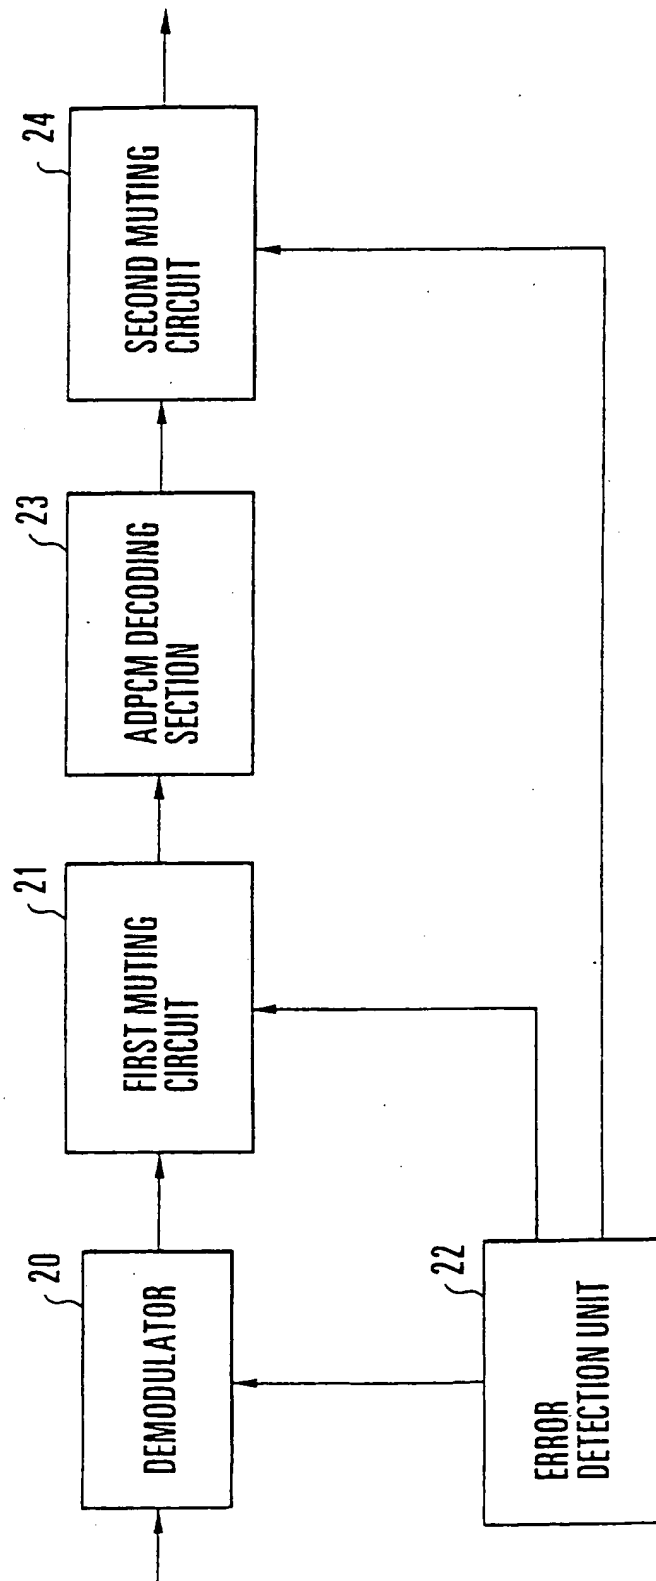 20
DEMODULATOR
21
FIRST MUTING
CIRCUIT
23
ADPCM DECODING
SECTION
24
SECOND MUTING
CIRCUIT
22
ERROR
DETECTION UNIT